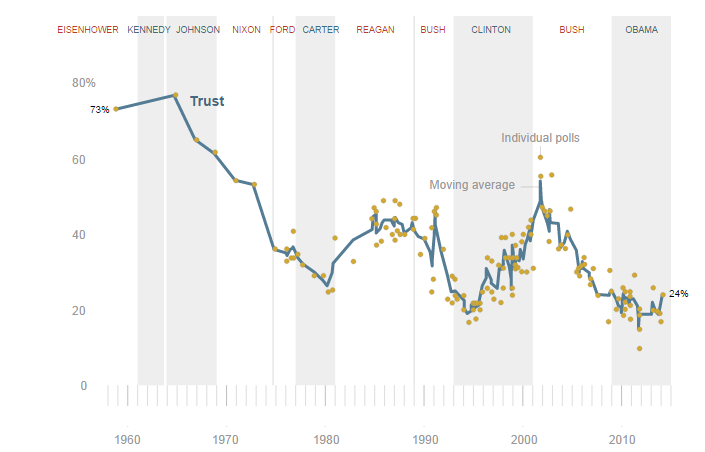 EISENHOWER KENNEDY JOHNSON NIXON FORD CARTER REAGAN BUSH CLINTON BUSH OBAMA
80%
Trust
73%
60
Individual polls
Moving average
40
20
24%
0
1960 1970 1980 1990 2000 2010